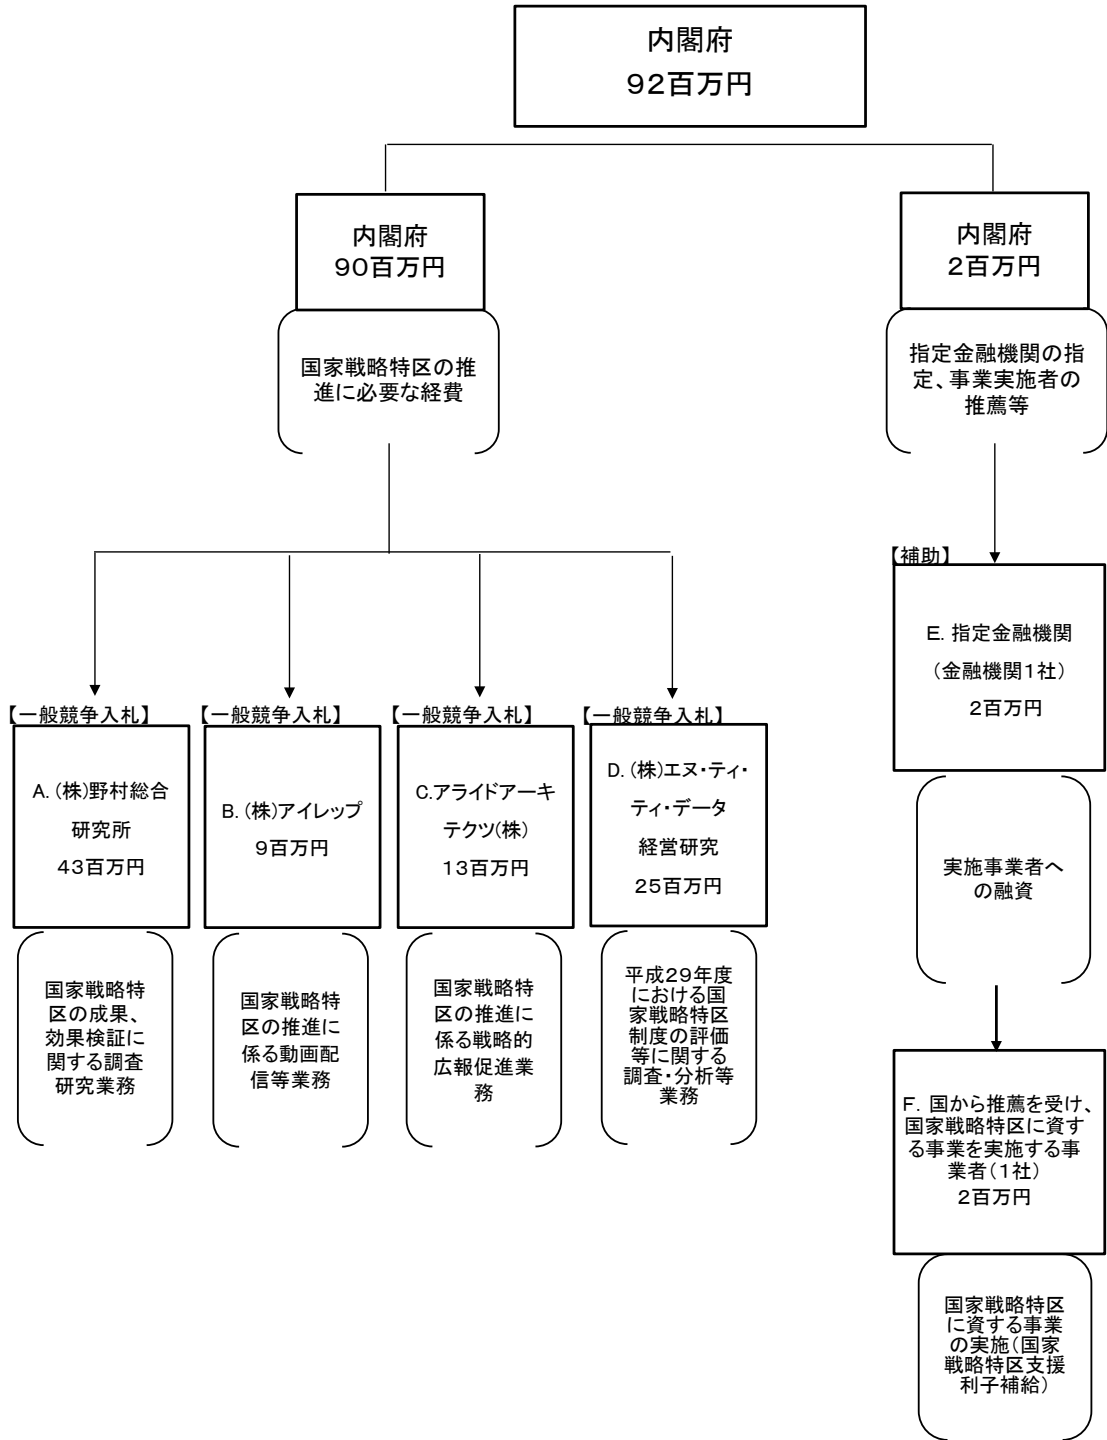 内閣府
92百万円
内閣府
90百万円
国家戦略特区の推
進に必要な経費
内閣府
2百万円
指定金融機関の指
定、事業実施者の
推薦等
【一般競争入札】
A. (株)野村総合
研究所
43百万円
国家戦略特
区の成果、
効果検証に
関する調査
研究業務
【一般競争入札】
B. (株)アイレップ
9百万円
国家戦略特
区の推進に
係る動画配
信等業務
【一般競争入札】
C.アライドアーキ
テクツ(株)
13百万円
国家戦略特
区の推進に
係る戦略的
広報促進業
務
【一般競争入札】
D. (株)エヌ・ティ・
ティ・データ
経営研究
25百万円
平成29年度
における国
家戦略特区
制度の評価
等に関する
調査・分析等
業務
【補助】
E. 指定金融機関
(金融機関1社)
2百万円
実施事業者へ
の融資
F. 国から推薦を受け、
国家戦略特区に資す
る事業を実施する事
業者(1社)
2百万円
国家戦略特区
に資する事業
の実施(国家
戦略特区支援
利子補給)